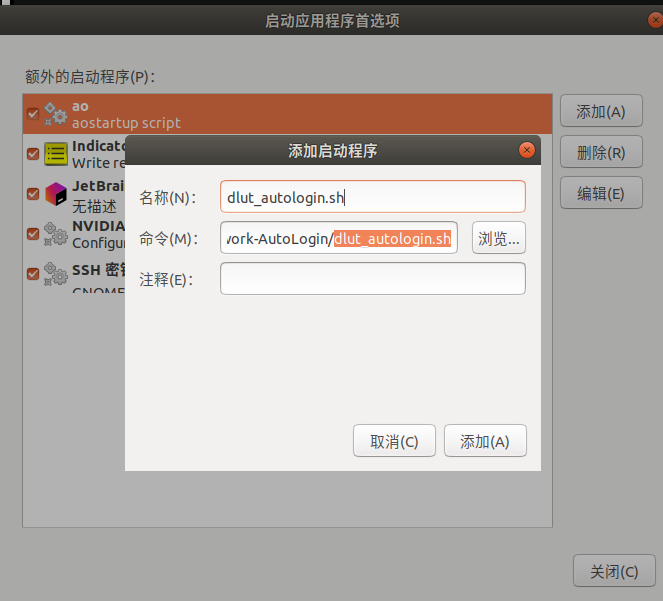 启动应用程序首选项
额外的启动程序(P)：
ao
aostartup script
添加(A)
删除(R)
编辑(E)
Indicato
Write re
JetBrai
无描述
NVIDIA
Configur
SSH 密
GNOME
添加启动程序
名称(N)：
dlut_autologin.sh
命令(M)：
work-AutoLogin/dlut_autologin.sh
浏览...
注释(E)：
取消(C)
添加(A)
关闭(C)